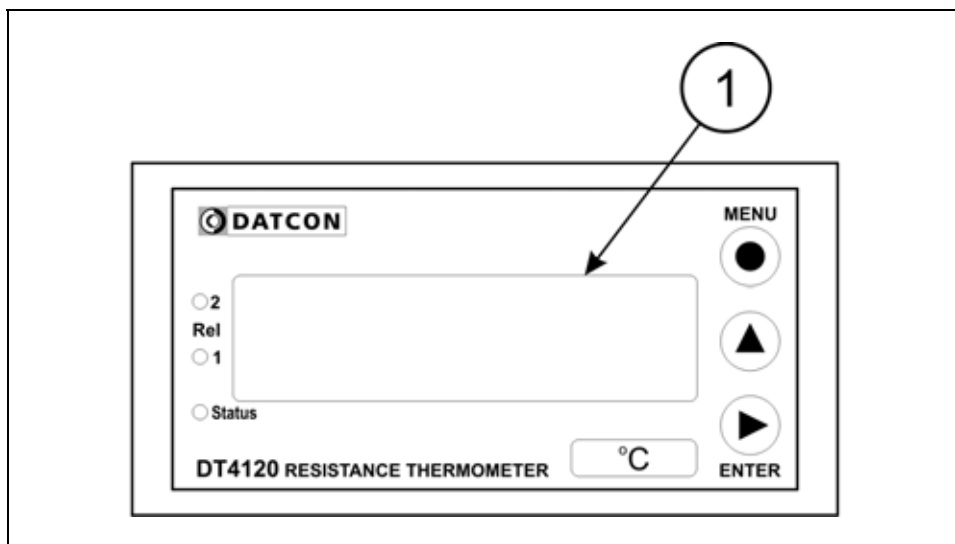 1
DATCON
MENU
2
Rel
1
Status
°C
DT4120 RESISTANCE THERMOMETER
ENTER